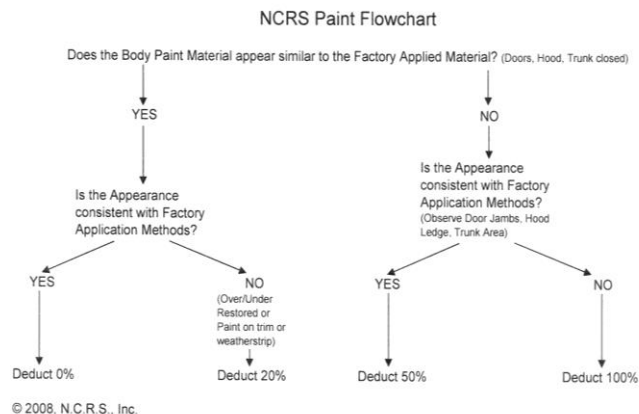 NCRS Paint Flowchart
Does the Body Paint Material appear similar to the Factory Applied Material? (Doors, Hood, Trunk closed)
YES
NO
Is the Appearance
consistent with Factory
Application Methods?
Is the Appearance
consistent with Factory
Application Methods?
(Observe Door Jambs, Hood
Ledge, Trunk Area)
YES
NO
(Over/Under
Restored or
Paint on trim or
weatherstrip)
YES
NO
Deduct 0%
Deduct 20%
Deduct 50%
Deduct 100%
© 2008, N.C.R.S., Inc.